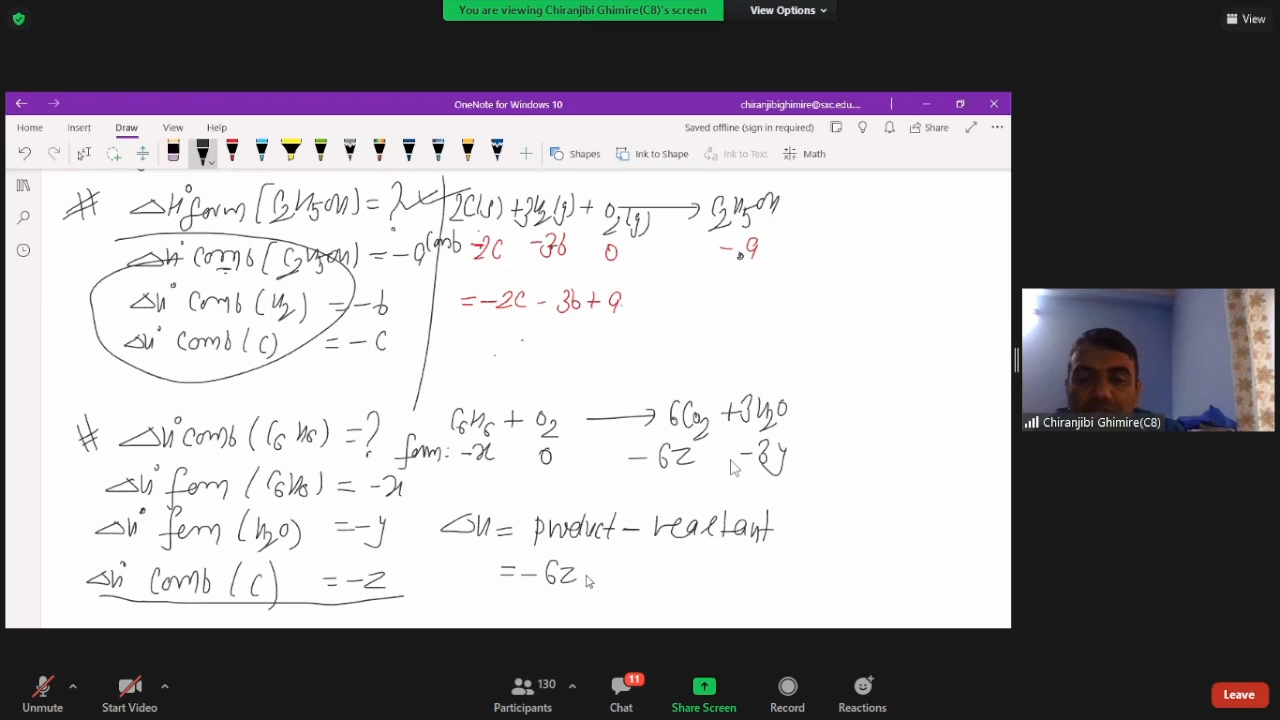 You are viewing Chiranjibi Ghimire(C8)'s screen
View Options
View
OneNote for Windows 10
chiranjibighimire@sxc.edu....
Home Insert Draw View Help
Saved offline (sign in required)
Share
Shapes
Ink to Shape
Ink to Text
Math
# ΔH° form [C2H5OH] = ?
2C(s) + 3H2(g) + O2(g) → C2H5OH
ΔH° comb [C2H5OH] = -a
Comb -2C -3b 0 -a
ΔH° comb (H2) = -b
= -2C - 3b + a
ΔH° comb (C) = -C
# ΔH° comb (C6H6) = ?
C6H6 + O2 → 6CO2 + 3H2O
form: -x 0 -6z -3y
ΔH° form (C6H6) = -x
ΔH° form (H2O) = -y
ΔH = product - reactant
ΔH° comb (C) = -z
= -6z
Chiranjibi Ghimire(C8)
Unmute
Start Video
130
Participants
11
Chat
Share Screen
Record
Reactions
Leave